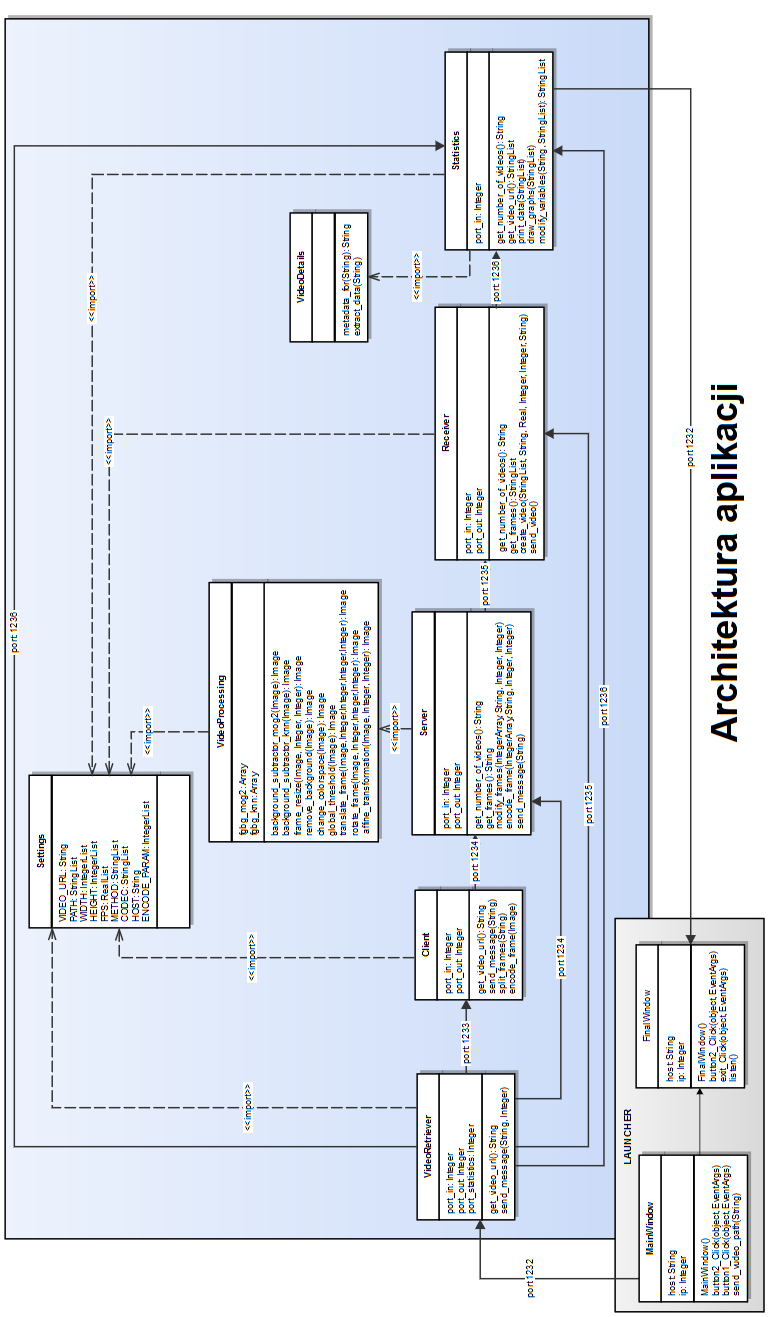 Architektura aplikacji
Settings
VIDEO_URL: String
PATH: StringList
WIDTH: IntegerList
HEIGHT: IntegerList
FPS: RealList
METHOD: StringList
CODEC: StringList
HOST: String
ENCODE_PARAM: IntegerList
VideoProcessing
fgbg_mog2: Array
fgbg_knn: Array
background_subtractor_mog2(Image): Image
background_subtractor_knn(Image): Image
frame_resize(Image, Integer, Integer): Image
remove_background(Image): Image
change_colorspace(Image): Image
global_threshold(Image): Image
translate_frame(Image, Integer,Integer,Integer,Integer): Image
rotate_frame(Image, Integer,Integer,Integer,Integer): Image
affine_transformation(Image, Integer, Integer): Image
VideoDetails
metadata_for(String): String
extract_data(String)
VideoRetriever
port_in: Integer
port_out: Integer
port_statistics: Integer
get_video_url():String
send_message(String, Integer)
Client
port_in: Integer
port_out: Integer
get_video_url():String
send_message(String)
split_frames(String)
encode_frame(Image)
Server
port_in: Integer
port_out: Integer
get_number_of_videos(): String
get_frames(): String
modify_frames(IntegerArray, String, Integer, Integer)
encode_frame(IntegerArray, String, Integer, Integer)
send_message(String)
Receiver
port_in: Integer
port_out: Integer
get_number_of_videos(): String
get_frames():StringList
create_video(StringList, String, Real, Integer, Integer, String)
send_video()
Statistics
port_in: Integer
get_number_of_videos(): String
get_video_url():StringList
print_data(StringList)
draw_graphs(StringList)
modify_variables(String, StringList): StringList
LAUNCHER
MainWindow
host: String
ip: Integer
MainWindow()
button2_Click(object,EventArgs)
button1_Click(object,EventArgs)
send_video_path(String)
FinalWindow
host: String
ip: Integer
FinalWindow()
button2_Click(object,EventArgs)
exit_Click(object,EventArgs)
listen()
port 1236
<<import>>
<<import>>
<<import>>
<<import>>
<<import>>
<<import>>
<<import>>
port 1233
port 1234
port 1235
port 1236
port 1234
port 1235
port 1236
port 1232
port 1232